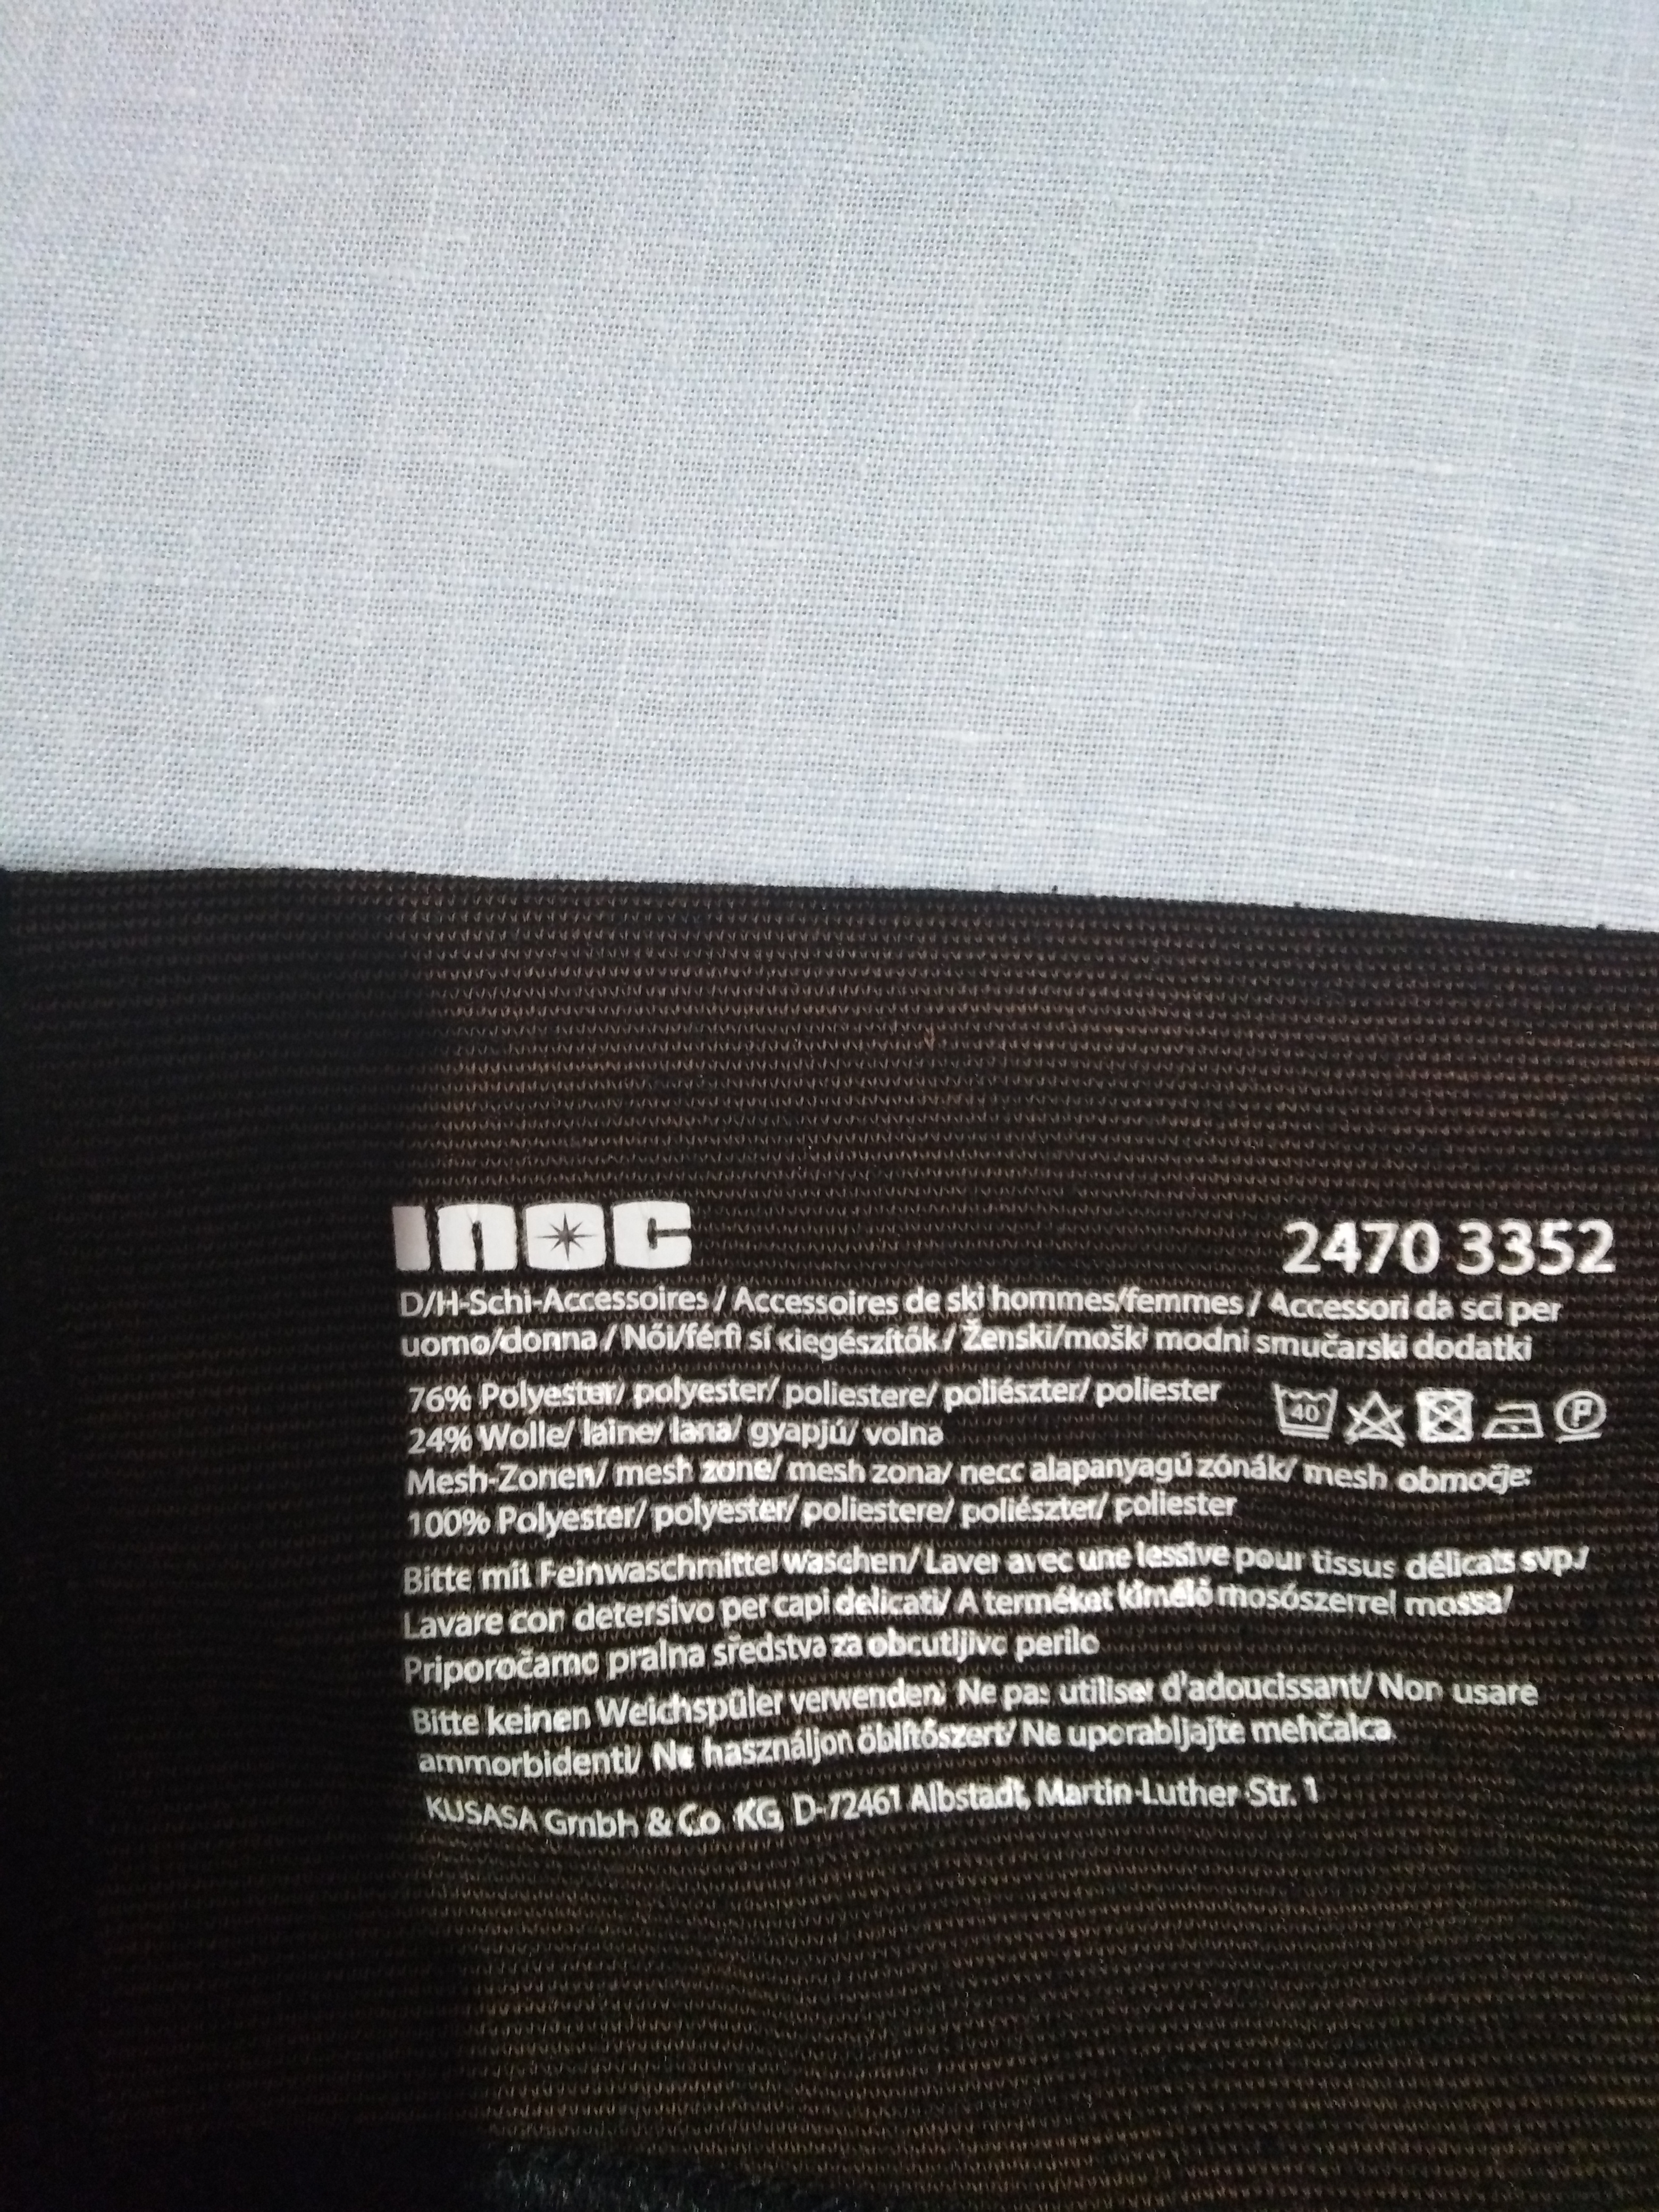 INOC
2470 3352
D/H-Schi-Accessoires / Accessoires de ski hommes/femmes / Accessori da sci per
uomo/donna / Női/férfi sí kiegészítők / Ženski/moški modni smučarski dodatki
76% Polyester/ polyester/ poliestere/ poliészter/ poliester
24% Wolle/ laine/ lana/ gyapjú/ volna
40
P
Mesh-Zonen/ mesh zone/ mesh zona/ necc alapanyagú zónák/ mesh območje:
100% Polyester/ polyester/ poliestere/ poliészter/ poliester
Bitte mit Feinwaschmittel waschen/ Laver avec une lessive pour tissus délicats svp./
Lavare con detersivo per capi delicati/ A terméket kímélő mosószerrel mossa/
Priporočamo pralna sredstva za obcutljivo perilo
Bitte keinen Weichspüler verwenden/ Ne pas utiliser d'adoucissant/ Non usare
ammorbidenti/ Ne használjon öblítőszert/ Ne uporabljajte mehčalca
KUSASA Gmbh & Co. KG, D-72461 Albstadt, Martin-Luther-Str. 1